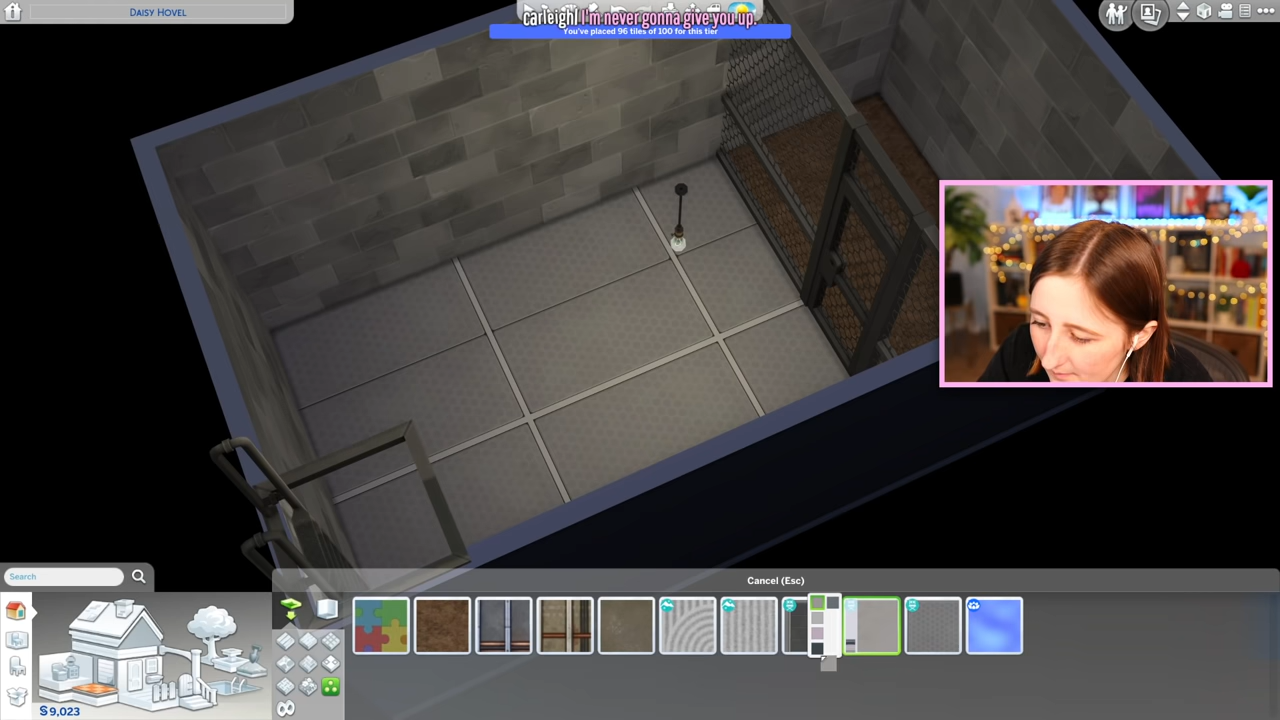 DAISY HOVEL
carleighl I'm never gonna give you up.
You've placed 96 tiles of 100 for this tier
Cancel (Esc)
Search
§9,023